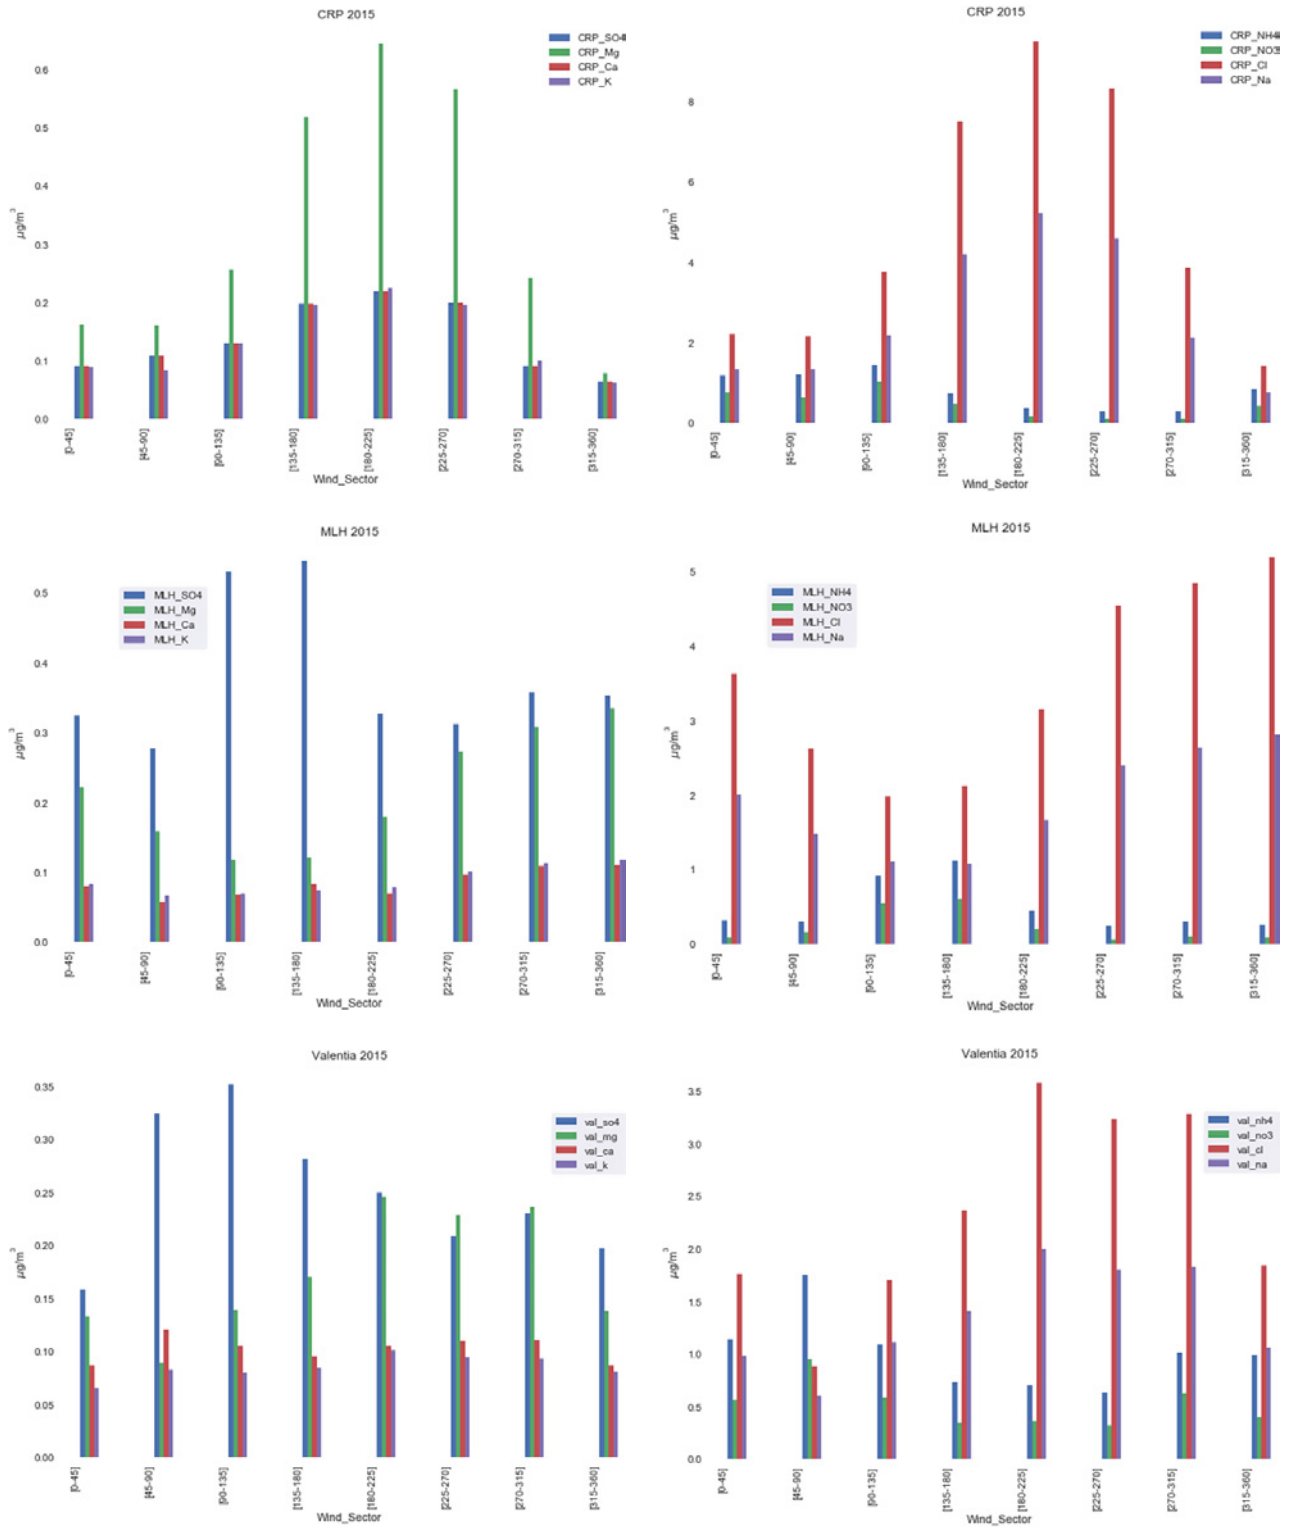 CRP 2015
CRP_SO4
CRP_Mg
CRP_Ca
CRP_K
0.6
0.5
0.4
0.3
0.2
0.1
0.0
µg/m³
[0-45]
[45-90]
[90-135]
[135-180]
[180-225]
[225-270]
[270-315]
[315-360]
Wind_Sector
CRP 2015
CRP_NH4
CRP_NO3
CRP_Cl
CRP_Na
8
6
4
2
0
µg/m³
[0-45]
[45-90]
[90-135]
[135-180]
[180-225]
[225-270]
[270-315]
[315-360]
Wind_Sector
MLH 2015
MLH_SO4
MLH_Mg
MLH_Ca
MLH_K
0.5
0.4
0.3
0.2
0.1
0.0
µg/m³
[0-45]
[45-90]
[90-135]
[135-180]
[180-225]
[225-270]
[270-315]
[315-360]
Wind_Sector
MLH 2015
MLH_NH4
MLH_NO3
MLH_Cl
MLH_Na
5
4
3
2
1
0
µg/m³
[0-45]
[45-90]
[90-135]
[135-180]
[180-225]
[225-270]
[270-315]
[315-360]
Wind_Sector
Valentia 2015
val_so4
val_mg
val_ca
val_k
0.35
0.30
0.25
0.20
0.15
0.10
0.05
0.00
µg/m³
[0-45]
[45-90]
[90-135]
[135-180]
[180-225]
[225-270]
[270-315]
[315-360]
Wind_Sector
Valentia 2015
val_nh4
val_no3
val_cl
val_na
3.5
3.0
2.5
2.0
1.5
1.0
0.5
0.0
µg/m³
[0-45]
[45-90]
[90-135]
[135-180]
[180-225]
[225-270]
[270-315]
[315-360]
Wind_Sector